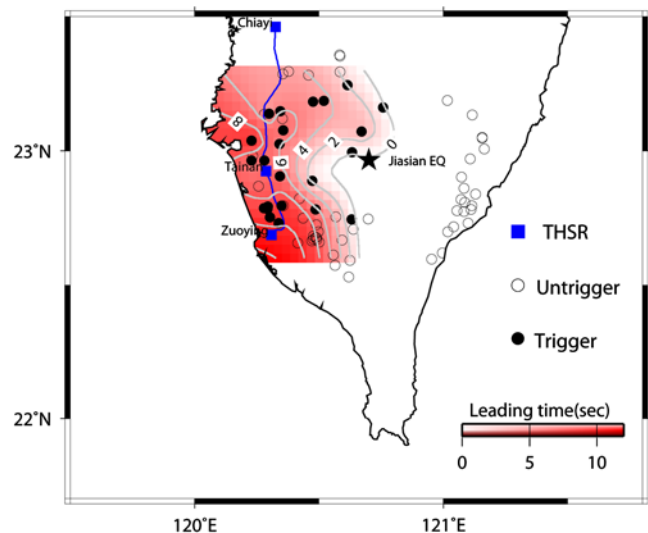 Chiayi
8
23°N
6
4
2
0
Jiasian EQ
Tainan
Zuoying
THSR
Untrigger
Trigger
22°N
Leading time(sec)
0 5 10
120°E 121°E